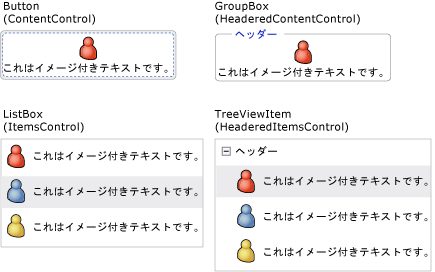 Button
(ContentControl)
これはイメージ付きテキストです。
GroupBox
(HeaderedContentControl)
ヘッダー
これはイメージ付きテキストです。
ListBox
(ItemsControl)
これはイメージ付きテキストです。
これはイメージ付きテキストです。
これはイメージ付きテキストです。
TreeViewItem
(HeaderedItemsControl)
ヘッダー
これはイメージ付きテキストです。
これはイメージ付きテキストです。
これはイメージ付きテキストです。